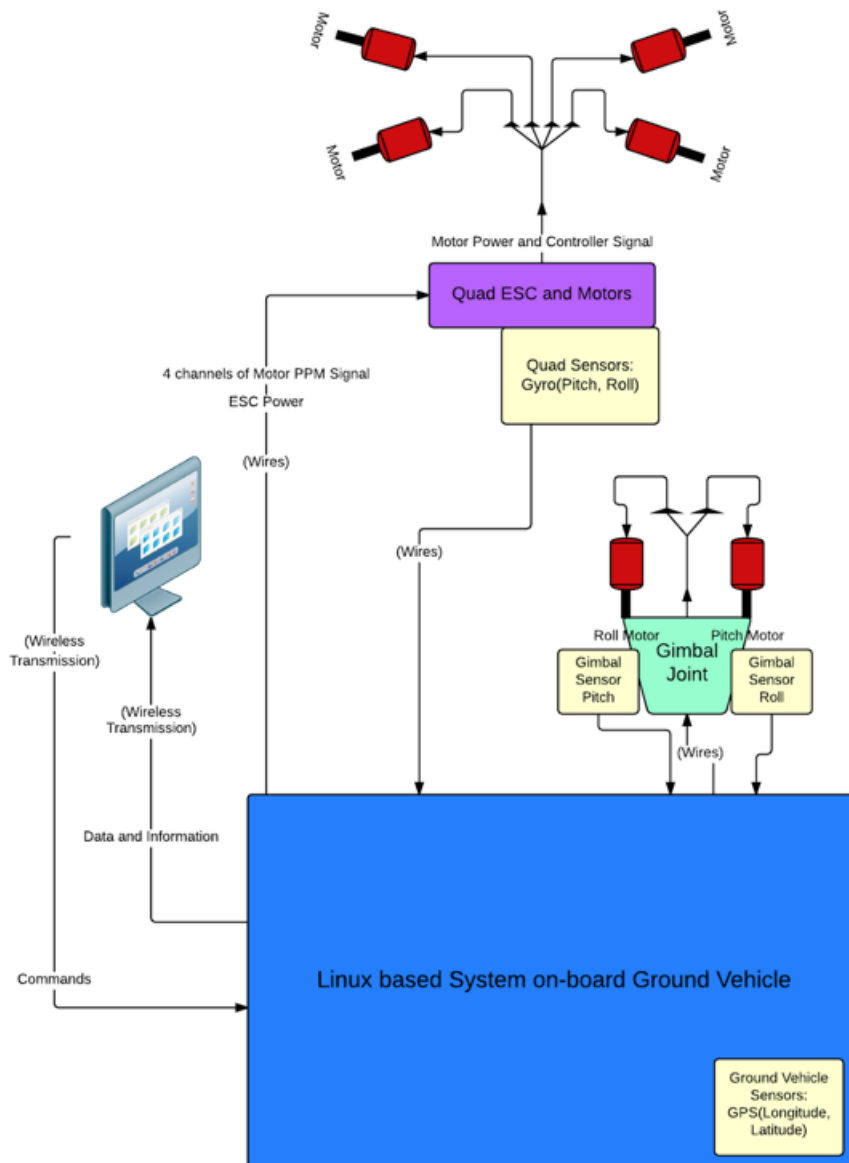 Motor
Motor
Motor
Motor
Motor Power and Controller Signal
Quad ESC and Motors
Quad Sensors:
Gyro(Pitch, Roll)
4 channels of Motor PPM Signal
ESC Power
(Wires)
(Wires)
(Wireless
Transmission)
(Wireless
Transmission)
Roll Motor
Pitch Motor
Gimbal
Joint
Gimbal
Sensor
Pitch
Gimbal
Sensor
Roll
(Wires)
Data and Information
Commands
Linux based System on-board Ground Vehicle
Ground Vehicle
Sensors:
GPS(Longitude,
Latitude)